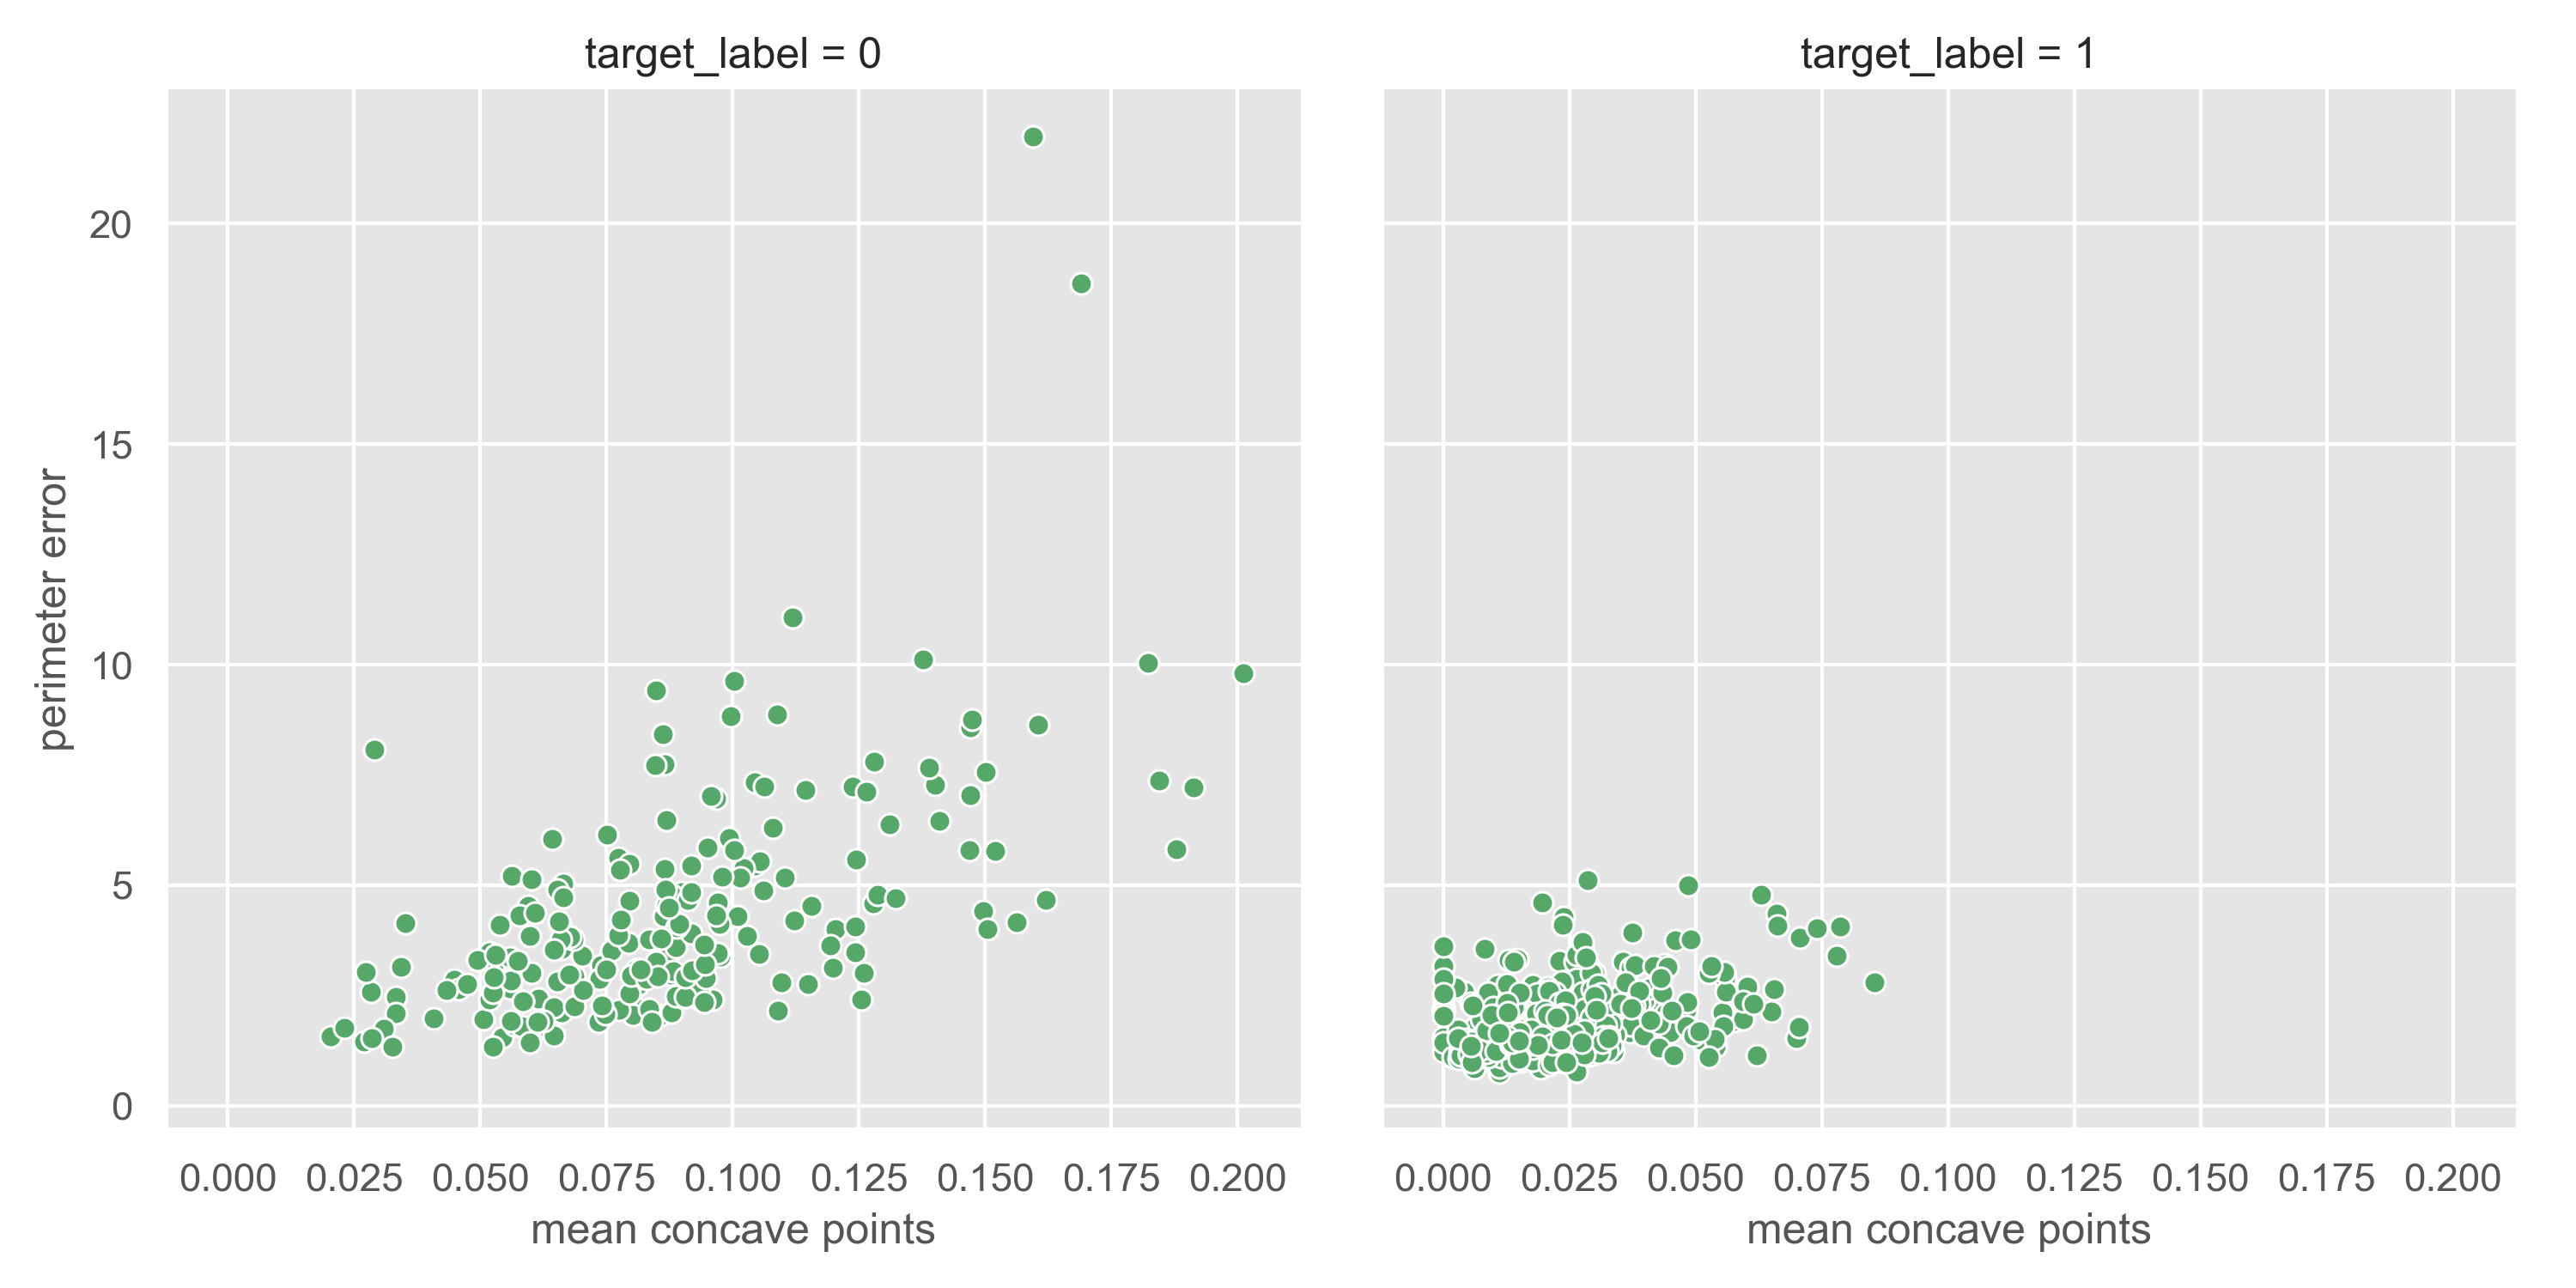 target_label = 0
target_label = 1
perimeter error
20
15
10
5
0
0.000 0.025 0.050 0.075 0.100 0.125 0.150 0.175 0.200
0.000 0.025 0.050 0.075 0.100 0.125 0.150 0.175 0.200
mean concave points
mean concave points